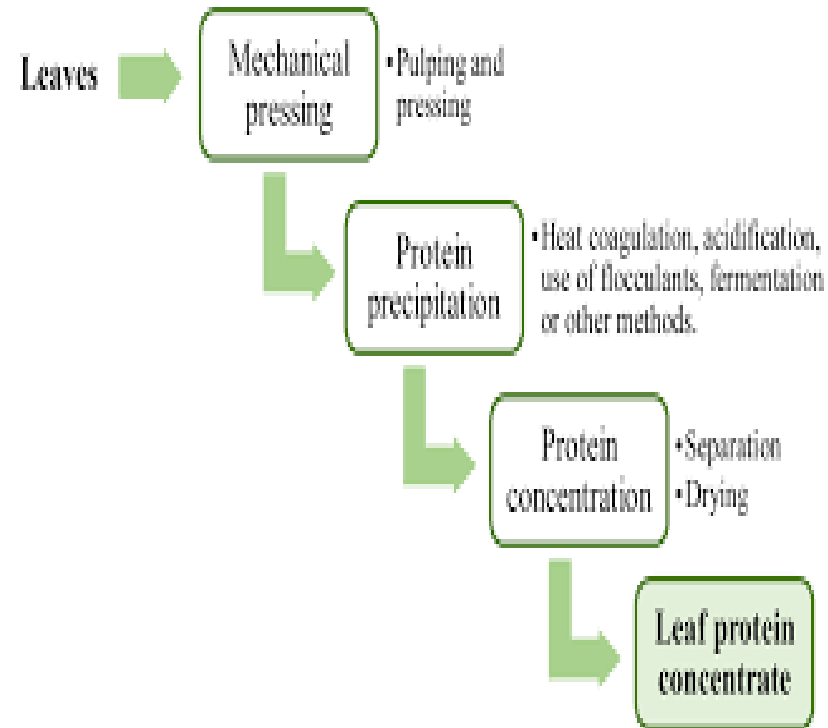 Leaves
Mechanical
pressing
•Pulping and
pressing
Protein
precipitation
•Heat coagulation, acidification,
use of flocculants, fermentation
or other methods.
Protein
concentration
•Separation
•Drying
Leaf protein
concentrate